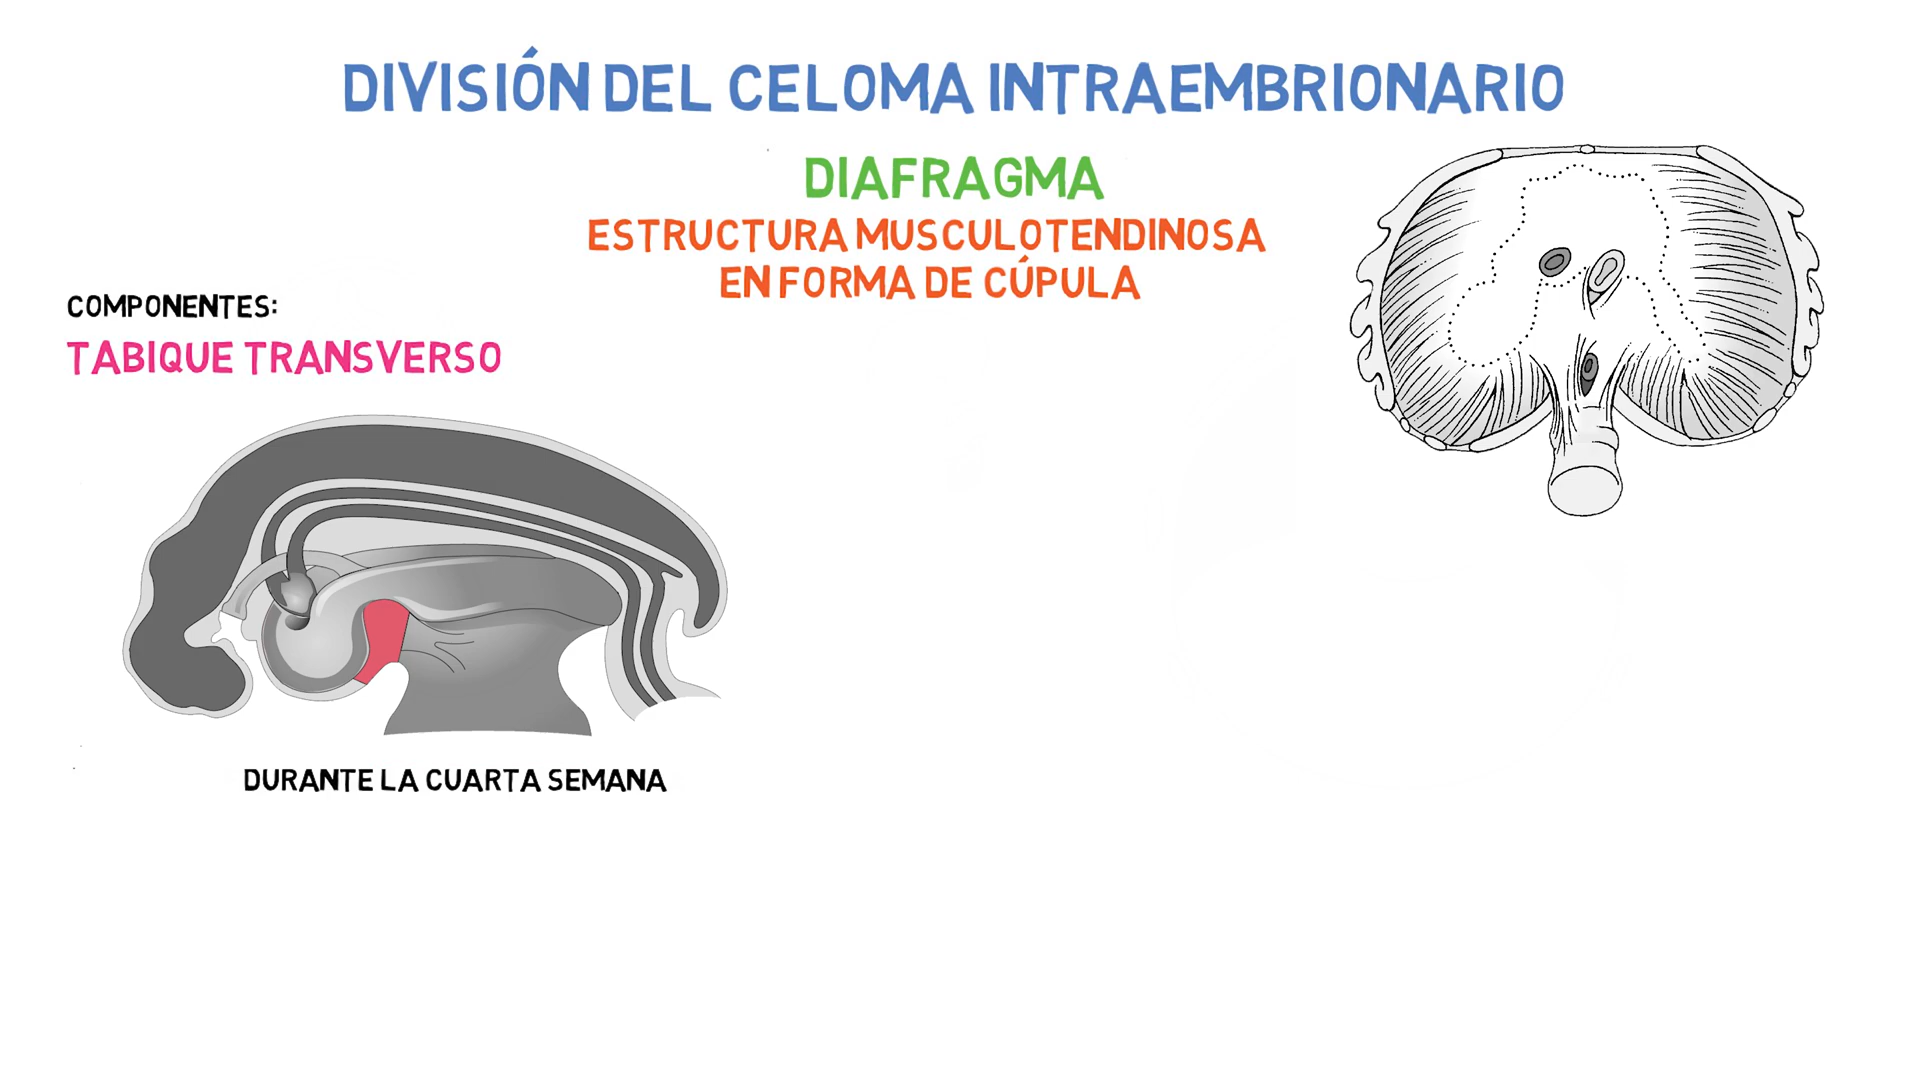 DIVISIÓN DEL CELOMA INTRAEMBRIONARIO
DIAFRAGMA
ESTRUCTURA MUSCULOTENDINOSA
EN FORMA DE CÚPULA
COMPONENTES:
TABIQUE TRANSVERSO
DURANTE LA CUARTA SEMANA